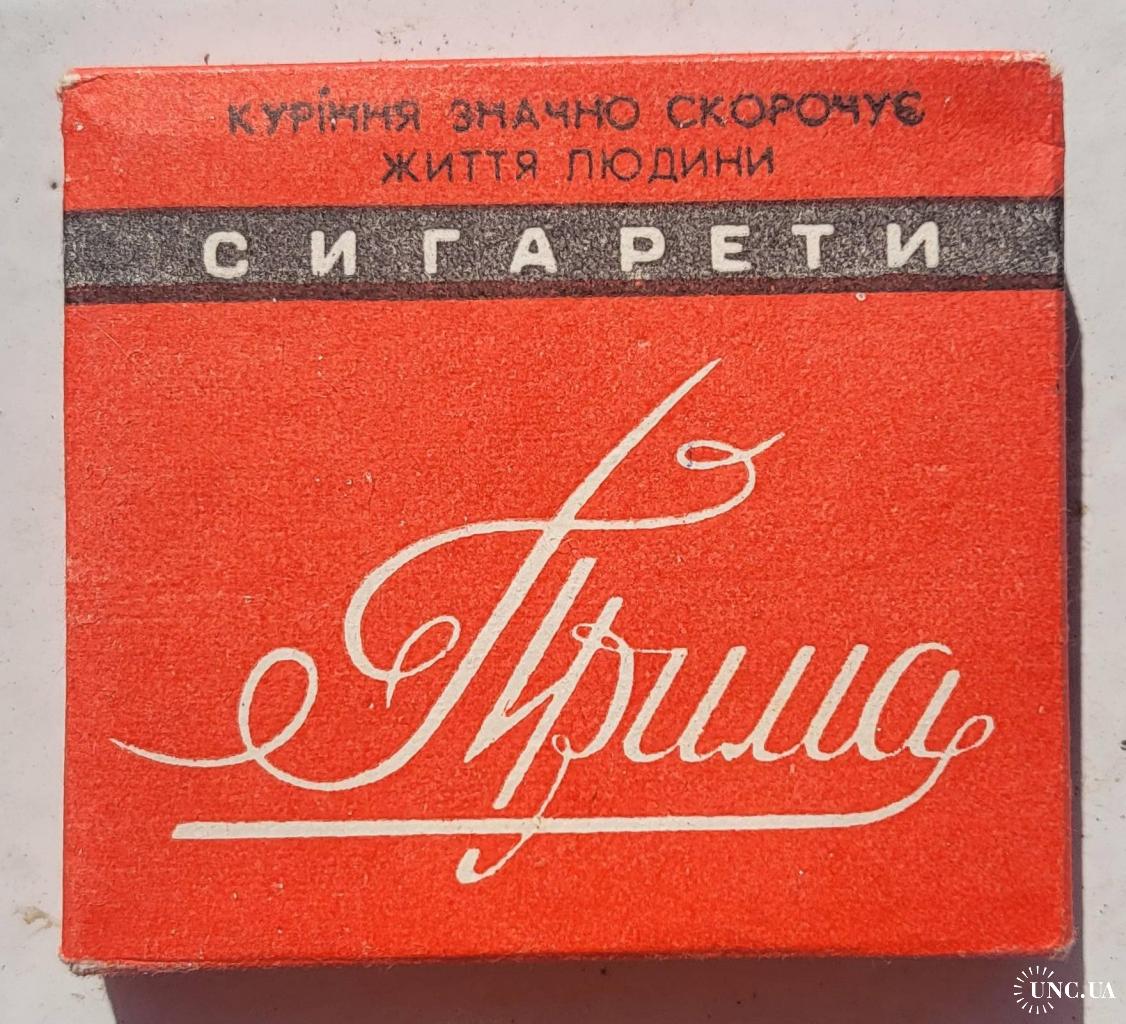 КУРІННЯ ЗНАЧНО СКОРОЧУЄ
ЖИТТЯ ЛЮДИНИ
СИГАРЕТИ
Прима
UNC.UA